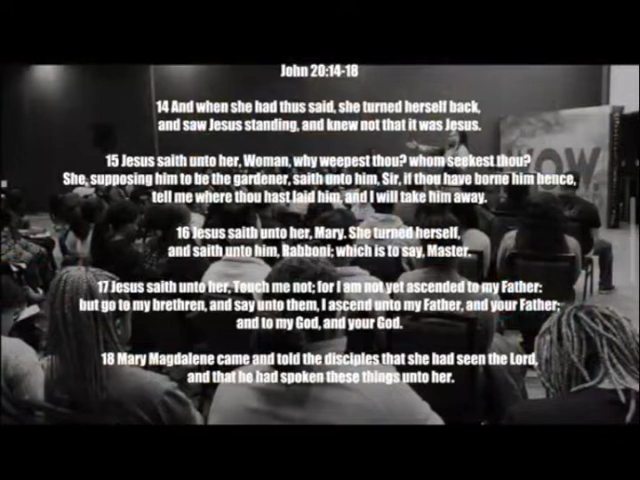 John 20:14-18
14 And when she had thus said, she turned herself back,
and saw Jesus standing, and knew not that it was Jesus.
15 Jesus saith unto her, Woman, why weepest thou? whom seekest thou?
She, supposing him to be the gardener, saith unto him, Sir, if thou have borne him hence,
tell me where thou hast laid him, and I will take him away.
16 Jesus saith unto her, Mary. She turned herself,
and saith unto him, Rabboni; which is to say, Master.
17 Jesus saith unto her, Touch me not; for I am not yet ascended to my Father:
but go to my brethren, and say unto them, I ascend unto my Father, and your Father;
and to my God, and your God.
18 Mary Magdalene came and told the disciples that she had seen the Lord,
and that he had spoken these things unto her.
WOW